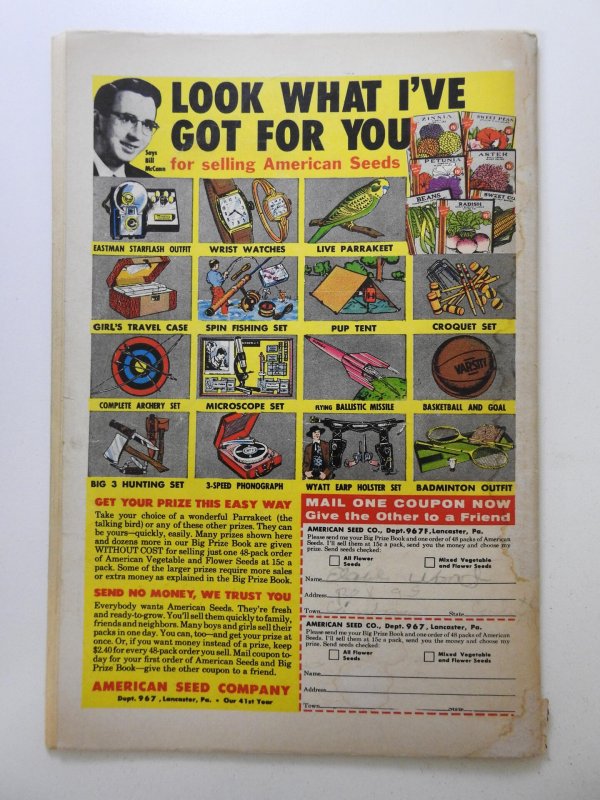 LOOK WHAT I'VE
GOT FOR YOU
for selling American Seeds
Says
Bill
McCann
ZINNIA
SWEET PEAS
PETUNIA
ASTER
BEANS
RADISH
SWEET CO
EASTMAN STARFLASH OUTFIT
WRIST WATCHES
LIVE PARRAKEET
GIRL'S TRAVEL CASE
SPIN FISHING SET
PUP TENT
CROQUET SET
VARSITY
COMPLETE ARCHERY SET
MICROSCOPE SET
FLYING BALLISTIC MISSILE
BASKETBALL AND GOAL
BIG 3 HUNTING SET
3-SPEED PHONOGRAPH
WYATT EARP HOLSTER SET
BADMINTON OUTFIT
GET YOUR PRIZE THIS EASY WAY
Take your choice of a wonderful Parrakeet (the
talking bird) or any of these other prizes. They can
be yours—quickly, easily. Many prizes shown here
and dozens more in our Big Prize Book are given
WITHOUT COST for selling just one 48-pack order
of American Vegetable and Flower Seeds at 15c a
pack. Some of the larger prizes require more sales
or extra money as explained in the Big Prize Book.
SEND NO MONEY, WE TRUST YOU
Everybody wants American Seeds. They're fresh
and ready-to-grow. You'll sell them quickly to family,
friends and neighbors. Many boys and girls sell their
packs in one day. You can, too—and get your prize at
once. Or, if you want money instead of a prize, keep
$2.40 for every 48-pack order you sell. Mail coupon to-
day for your first order of American Seeds and Big
Prize Book—give the other coupon to a friend.
AMERICAN SEED COMPANY
Dept. 967, Lancaster, Pa. • Our 41st Year
MAIL ONE COUPON NOW
Give the Other to a Friend
AMERICAN SEED CO., Dept. 967F, Lancaster, Pa.
Please send me your Big Prize Book and one order of 48 packs of American
Seeds. I'll sell them at 15c a pack, send you the money and choose my
prize. Send seeds checked:
All Flower
Seeds
Mixed Vegetable
and Flower Seeds
Name
Address
Town State
AMERICAN SEED CO., Dept. 967, Lancaster, Pa.
Please send me your Big Prize Book and one order of 48 packs of American
Seeds. I'll sell them at 15c a pack, send you the money and choose my
prize. Send seeds checked:
All Flower
Seeds
Mixed Vegetable
and Flower Seeds
Name
Address
Town State